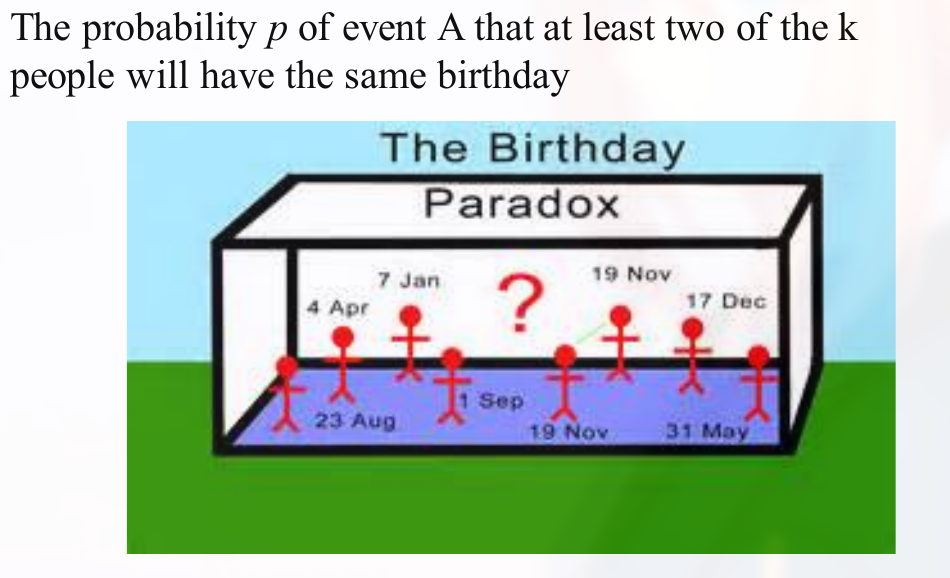 The probability p of event A that at least two of the k
people will have the same birthday
The Birthday
Paradox
7 Jan
19 Nov
4 Apr
17 Dec
1 Sep
23 Aug
19 Nov
31 May